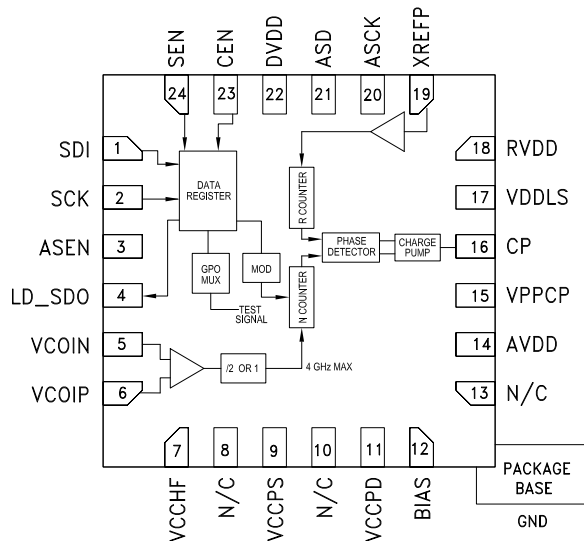 SEN
CEN
DVDD
ASD
ASCK
XREFP
24
23
22
21
20
19
SDI
1
SCK
2
ASEN
3
LD_SDO
4
VCOIN
5
VCOIP
6
DATA
REGISTER
GPO
MUX
MOD
TEST
SIGNAL
/2 OR 1
4 GHz MAX
R COUNTER
N COUNTER
PHASE
DETECTOR
CHARGE
PUMP
18
RVDD
17
VDDLS
16
CP
15
VPPCP
14
AVDD
13
N/C
7
8
9
10
11
12
VCCHF
N/C
VCCPS
N/C
VCCPD
BIAS
PACKAGE
BASE
GND